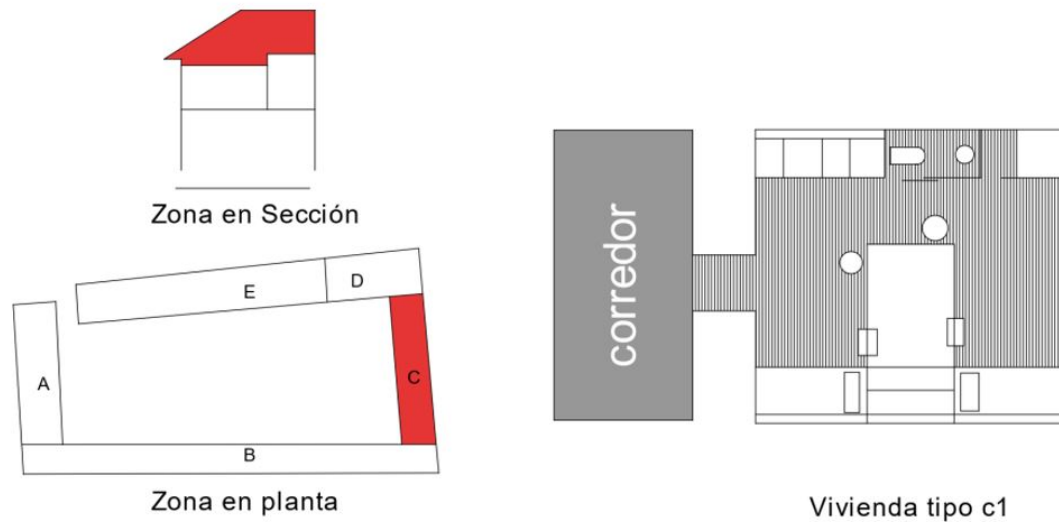 Zona en Sección
E
D
A
C
B
Zona en planta
corredor
Vivienda tipo c1